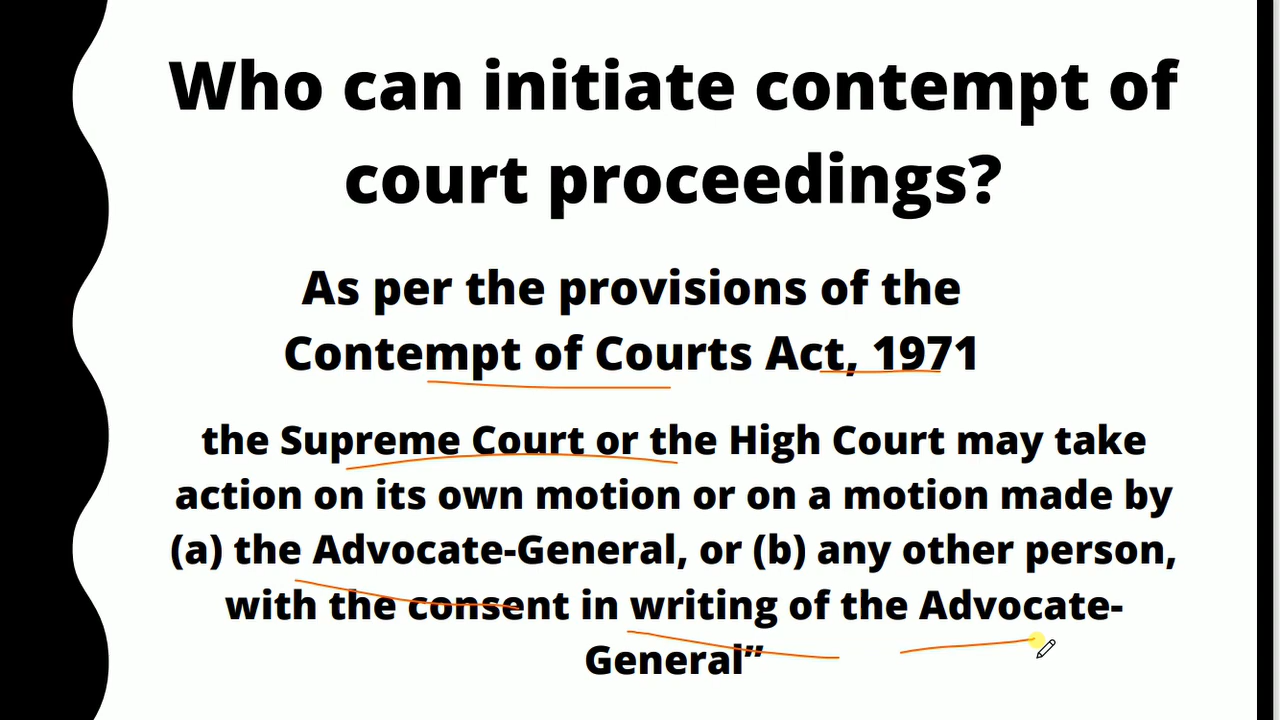 Who can initiate contempt of
court proceedings?
As per the provisions of the
Contempt of Courts Act, 1971
the Supreme Court or the High Court may take
action on its own motion or on a motion made by
(a) the Advocate-General, or (b) any other person,
with the consent in writing of the Advocate-
General”